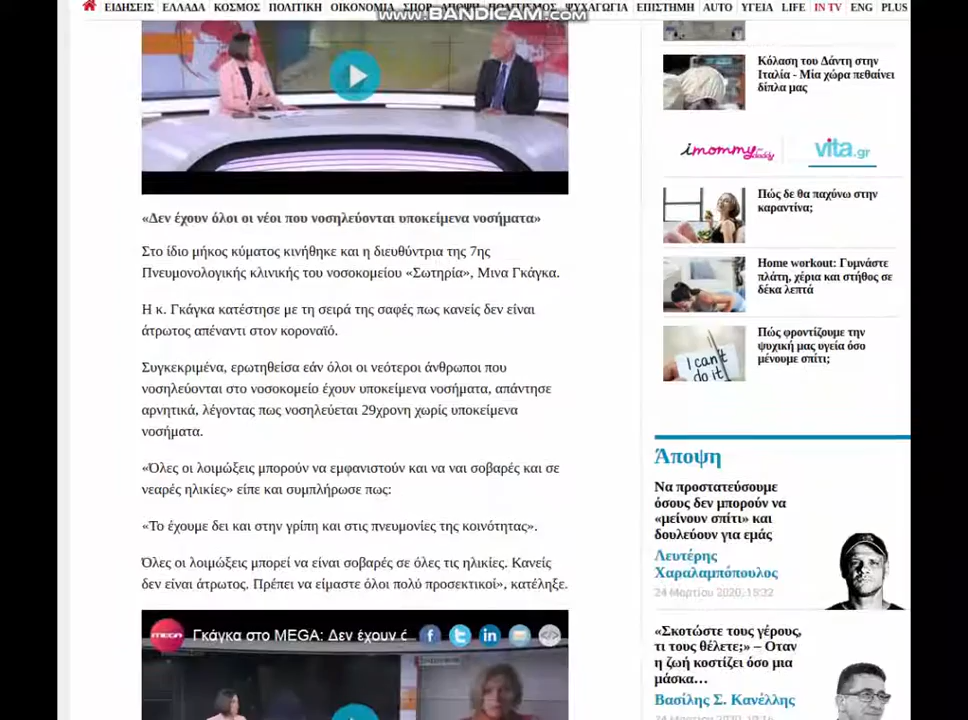 ΕΙΔΗΣΕΙΣ ΕΛΛΑΔΑ ΚΟΣΜΟΣ ΠΟΛΙΤΙΚΗ ΟΙΚΟΝΟΜΙΑ ΣΠΟΡ ΑΠΟΨΗ ΠΟΛΙΤΙΣΜΟΣ ΨΥΧΑΓΩΓΙΑ ΕΠΙΣΤΗΜΗ AUTO ΥΓΕΙΑ LIFE IN TV ENG PLUS
www.BANDICAM.com
«Δεν έχουν όλοι οι νέοι που νοσηλεύονται υποκείμενα νοσήματα»
Στο ίδιο μήκος κύματος κινήθηκε και η διευθύντρια της 7ης
Πνευμονολογικής κλινικής του νοσοκομείου «Σωτηρία», Μινα Γκάγκα.
Η κ. Γκάγκα κατέστησε με τη σειρά της σαφές πως κανείς δεν είναι
άτρωτος απέναντι στον κοροναϊό.
Συγκεκριμένα, ερωτηθείσα εάν όλοι οι νεότεροι άνθρωποι που
νοσηλεύονται στο νοσοκομείο έχουν υποκείμενα νοσήματα, απάντησε
αρνητικά, λέγοντας πως νοσηλεύεται 29χρονη χωρίς υποκείμενα
νοσήματα.
«Όλες οι λοιμώξεις μπορούν να εμφανιστούν και να ναι σοβαρές και σε
νεαρές ηλικίες» είπε και συμπλήρωσε πως:
«Το έχουμε δει και στην γρίπη και στις πνευμονίες της κοινότητας».
Όλες οι λοιμώξεις μπορεί να είναι σοβαρές σε όλες τις ηλικίες. Κανείς
δεν είναι άτρωτος. Πρέπει να είμαστε όλοι πολύ προσεκτικοί», κατέληξε.
MEGA Γκάγκα στο MEGA: Δεν έχουν ό
Κόλαση του Δάντη στην
Ιταλία - Μία χώρα πεθαίνει
δίπλα μας
imommy daddy
vita.gr
Πώς δε θα παχύνω στην
καραντίνα;
Home workout: Γυμνάστε
πλάτη, χέρια και στήθος σε
δέκα λεπτά
Πώς φροντίζουμε την
ψυχική μας υγεία όσο
μένουμε σπίτι;
I can't
do it
Άποψη
Να προστατεύσουμε
όσους δεν μπορούν να
«μείνουν σπίτι» και
δουλεύουν για εμάς
Λευτέρης
Χαραλαμπόπουλος
24 Μαρτίου 2020, 15:32
«Σκοτώστε τους γέρους,
τι τους θέλετε;» – Οταν
η ζωή κοστίζει όσο μια
μάσκα…
Βασίλης Σ. Κανέλλης